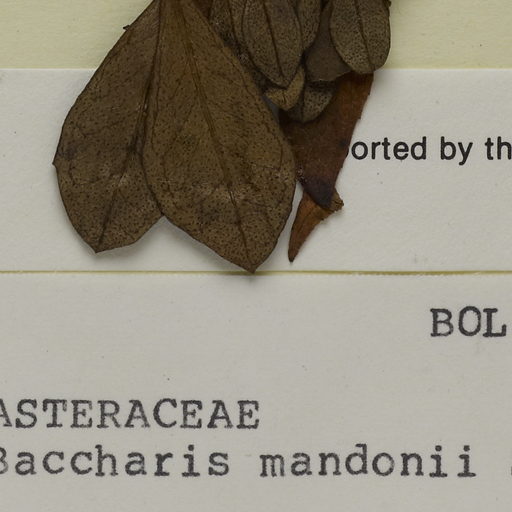 orted by th
BOL
ASTERACEAE
Baccharis mandonii